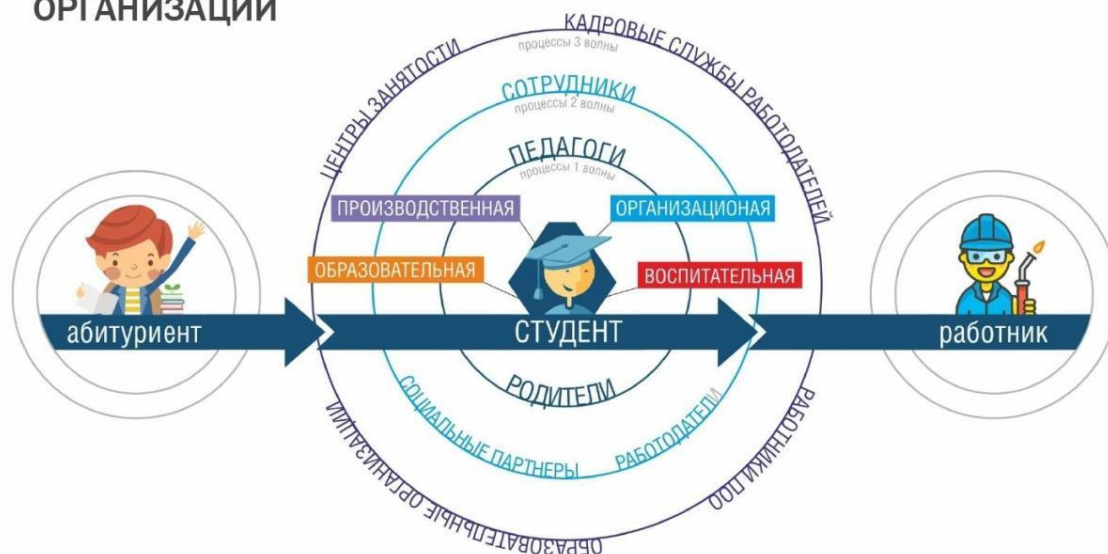 ОРГАНИЗАЦИИ
КАДРОВЫЕ СЛУЖБЫ РАБОТОДАТЕЛЕЙ
ЦЕНТРЫ ЗАНЯТОСТИ
процессы 3 волны
СОТРУДНИКИ
процессы 2 волны
ПЕДАГОГИ
процессы 1 волны
ПРОИЗВОДСТВЕННАЯ
ОРГАНИЗАЦИОНАЯ
ОБРАЗОВАТЕЛЬНАЯ
ВОСПИТАТЕЛЬНАЯ
абитуриент
СТУДЕНТ
работник
РОДИТЕЛИ
СОЦИАЛЬНЫЕ ПАРТНЕРЫ
РАБОТОДАТЕЛИ
ОБРАЗОВАТЕЛЬНЫЕ ОРГАНИЗАЦИИ
РАБОТНИКИ ПОО